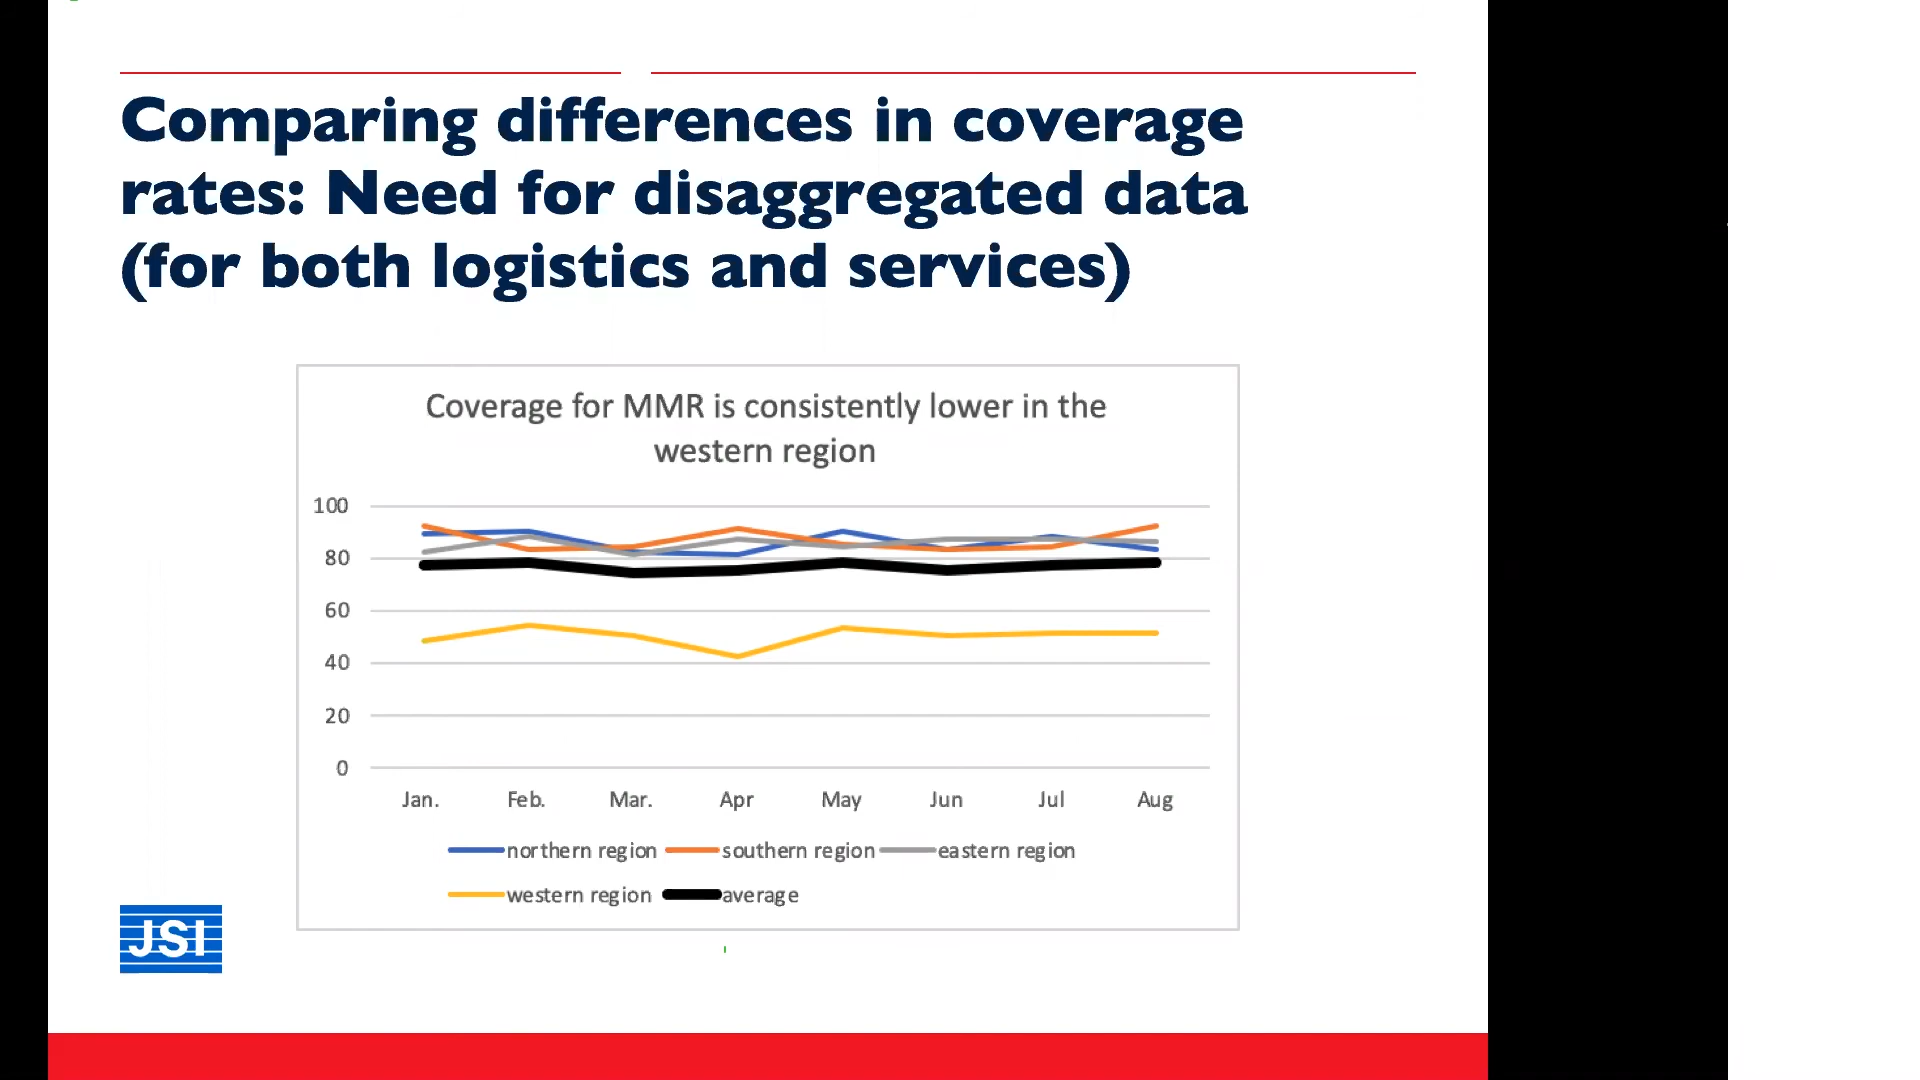 Comparing differences in coverage
rates: Need for disaggregated data
(for both logistics and services)
Coverage for MMR is consistently lower in the
western region
100
80
60
40
20
0
Jan. Feb. Mar. Apr May Jun Jul Aug
northern region southern region eastern region
western region average
JSI